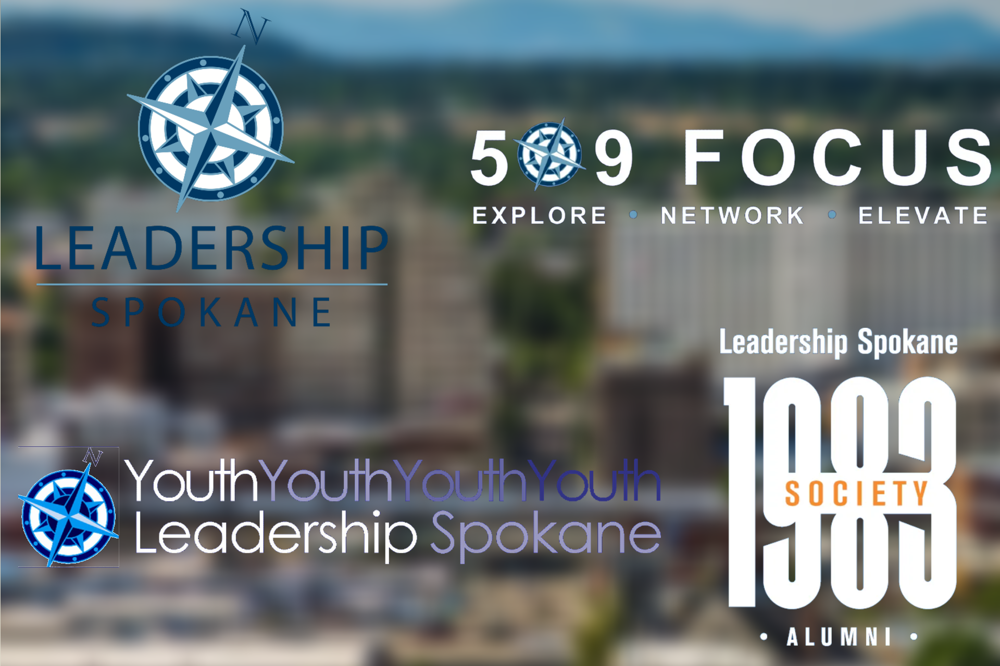 N
LEADERSHIP
SPOKANE
509 FOCUS
EXPLORE • NETWORK • ELEVATE
Leadership Spokane
1983
SOCIETY
• ALUMNI •
N
YouthYouthYouthYouth
Leadership Spokane